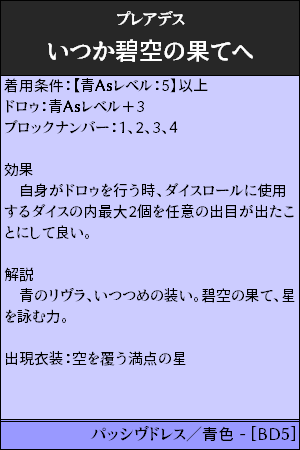 プレアデス
いつか碧空の果てへ
着用条件：【青Asレベル：5】以上
ドロゥ：青Asレベル＋3
ブロックナンバー：1、2、3、4
効果
　自身がドロゥを行う時、ダイスロールに使用
するダイスの内最大2個を任意の出目が出たこ
とにして良い。
解説
　青のリヴラ、いつつめの装い。碧空の果て、星
を詠む力。
出現衣装：空を覆う満点の星
パッシヴドレス／青色 - [BD5]